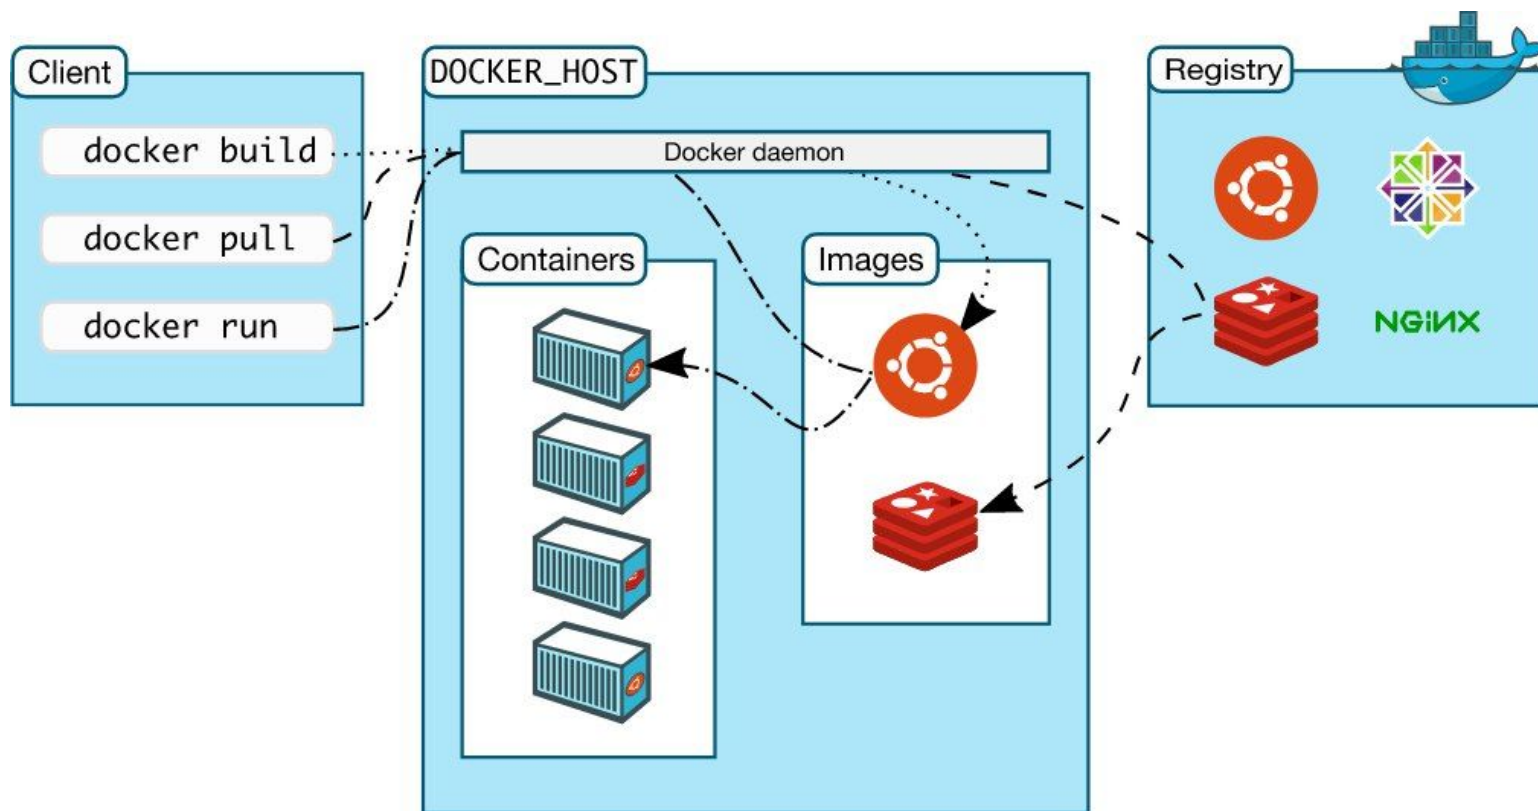 Client
docker build
docker pull
docker run
DOCKER_HOST
Docker daemon
Containers
Images
Registry
NGiNX